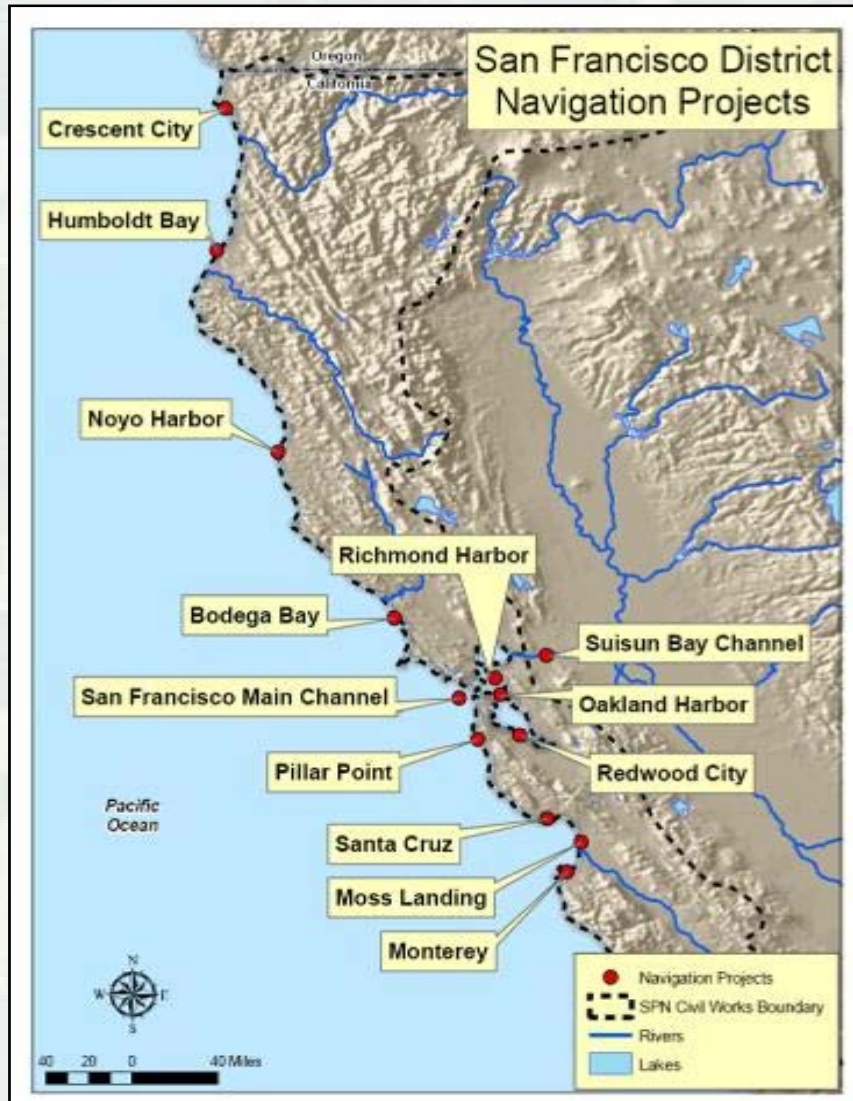 San Francisco District
Navigation Projects
Oregon
California
Crescent City
Humboldt Bay
Noyo Harbor
Richmond Harbor
Bodega Bay
Suisun Bay Channel
San Francisco Main Channel
Oakland Harbor
Pillar Point
Redwood City
Pacific
Ocean
Santa Cruz
Moss Landing
Monterey
N
W E
S
40 20 0 40 Miles
Navigation Projects
SPN Civil Works Boundary
Rivers
Lakes